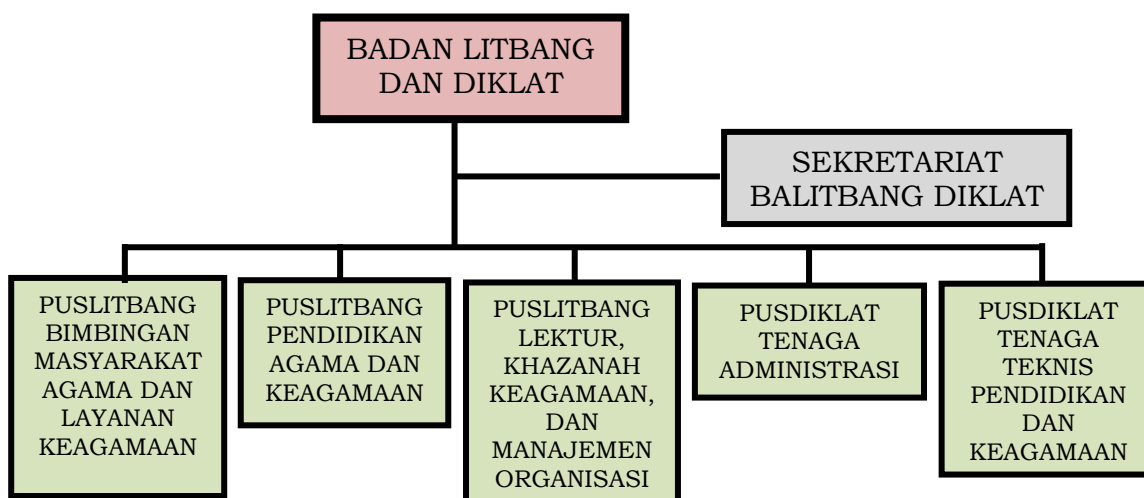 BADAN LITBANG
DAN DIKLAT
SEKRETARIAT
BALITBANG DIKLAT
PUSLITBANG
BIMBINGAN
MASYARAKAT
AGAMA DAN
LAYANAN
KEAGAMAAN
PUSLITBANG
PENDIDIKAN
AGAMA DAN
KEAGAMAAN
PUSLITBANG
LEKTUR,
KHAZANAH
KEAGAMAAN,
DAN
MANAJEMEN
ORGANISASI
PUSDIKLAT
TENAGA
ADMINISTRASI
PUSDIKLAT
TENAGA
TEKNIS
PENDIDIKAN
DAN
KEAGAMAAN